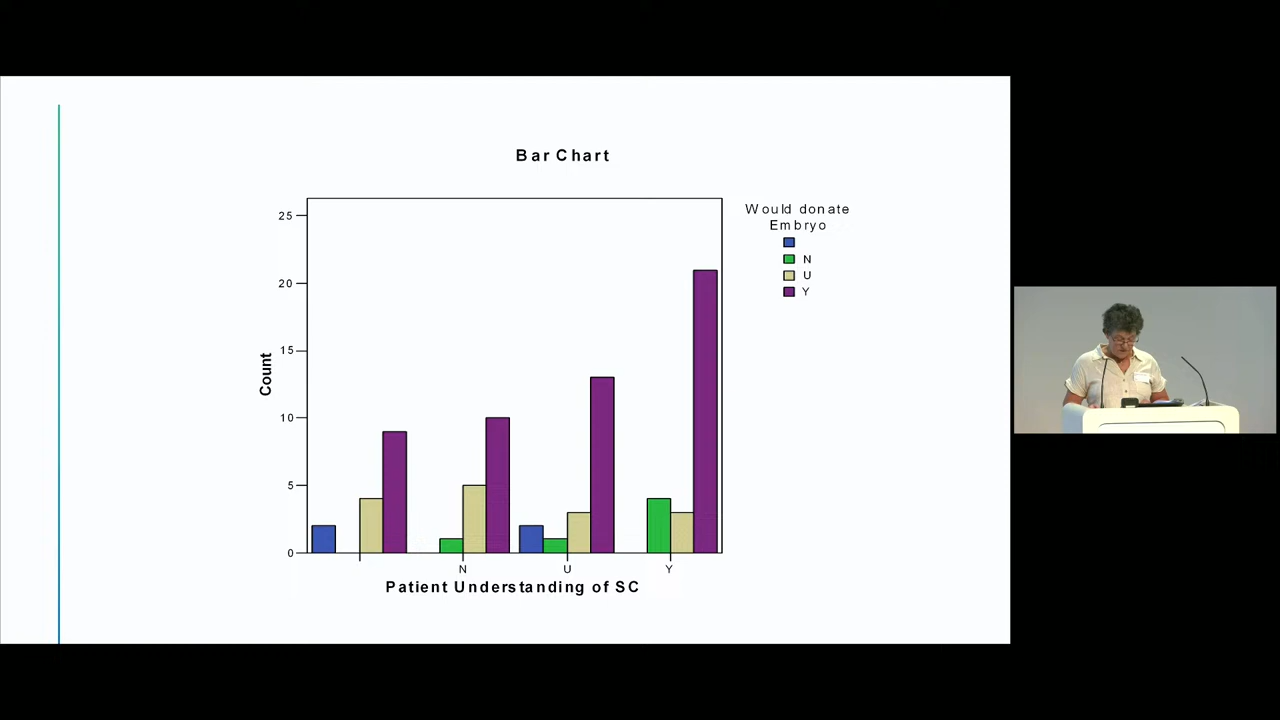 Bar Chart
Would donate
Embryo
N
U
Y
25
20
15
10
5
0
Count
N
U
Y
Patient Understanding of SC